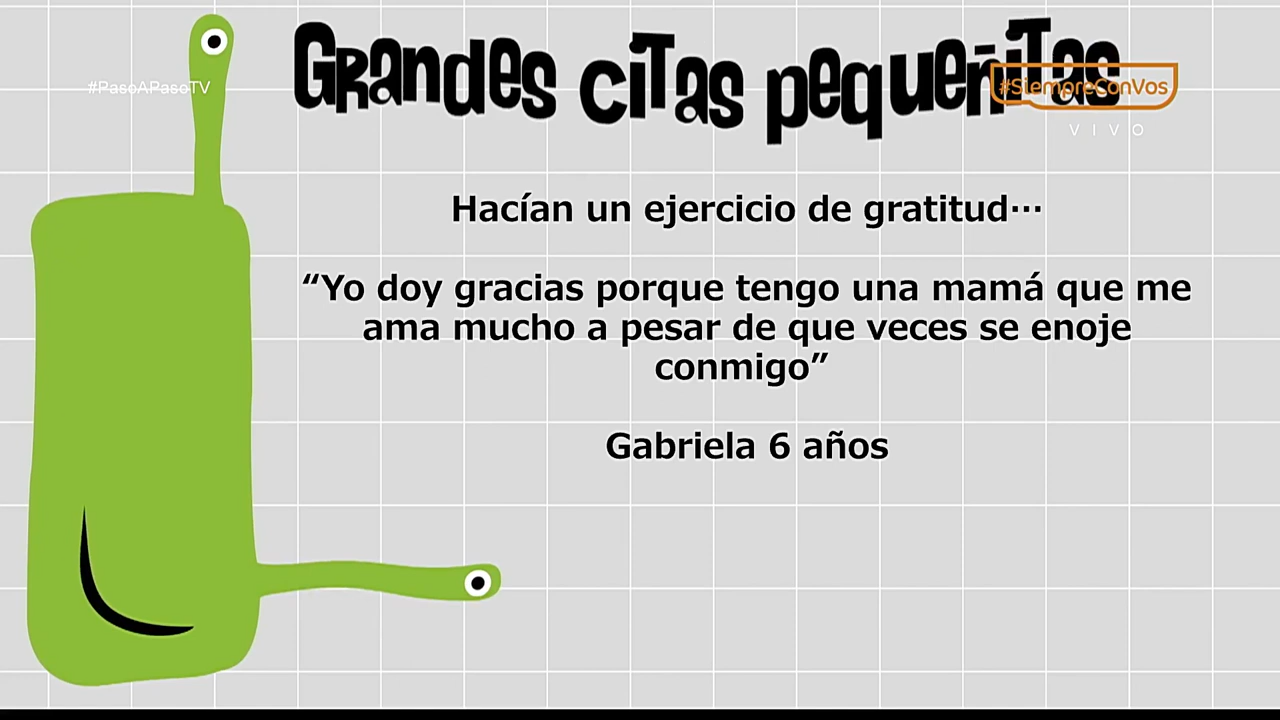 Grandes citas pequeñitas
#PasoAPasoTV
#SiempreConVos
VIVO
Hacían un ejercicio de gratitud…
“Yo doy gracias porque tengo una mamá que me
ama mucho a pesar de que veces se enoje
conmigo”
Gabriela 6 años